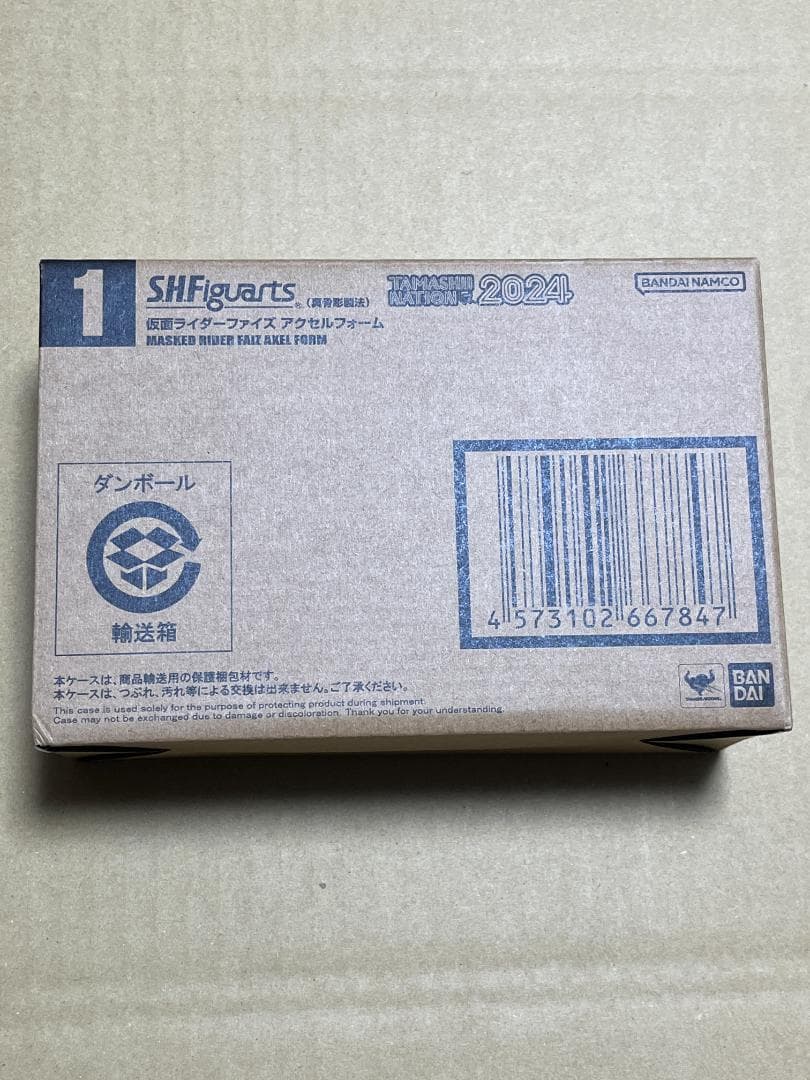 1
S.H.Figuarts
(真骨彫製法)
TAMASHII NATION 2024
BANDAI NAMCO
仮面ライダーファイズ アクセルフォーム
MASKED RIDER FAIZ AXEL FORM
ダンボール
輸送箱
4 573102 667847
本ケースは、商品輸送用の保護梱包材です。
本ケースは、つぶれ、汚れ等による交換は出来ません。ご了承ください。
This case is used solely for the purpose of protecting product during shipment.
Case may not be exchanged due to damage or discoloration. Thank you for your understanding.
BAN
DAI